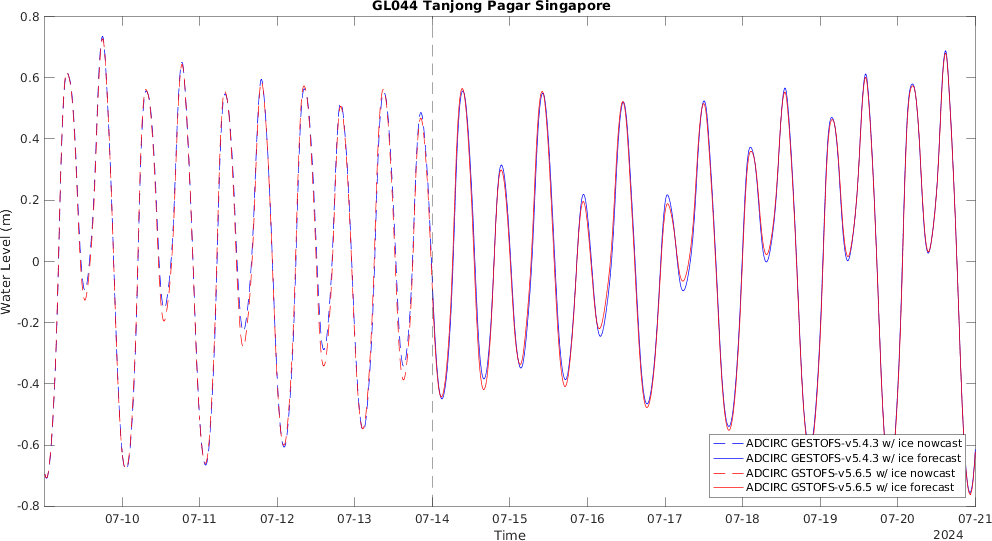 GL044 Tanjong Pagar Singapore
0.8
0.6
0.4
0.2
0
-0.2
-0.4
-0.6
-0.8
Water Level (m)
ADCIRC GESTOFS-v5.4.3 w/ ice nowcast
ADCIRC GESTOFS-v5.4.3 w/ ice forecast
ADCIRC GSTOFS-v5.6.5 w/ ice nowcast
ADCIRC GSTOFS-v5.6.5 w/ ice forecast
07-10 07-11 07-12 07-13 07-14 07-15 07-16 07-17 07-18 07-19 07-20 07-21
Time
2024